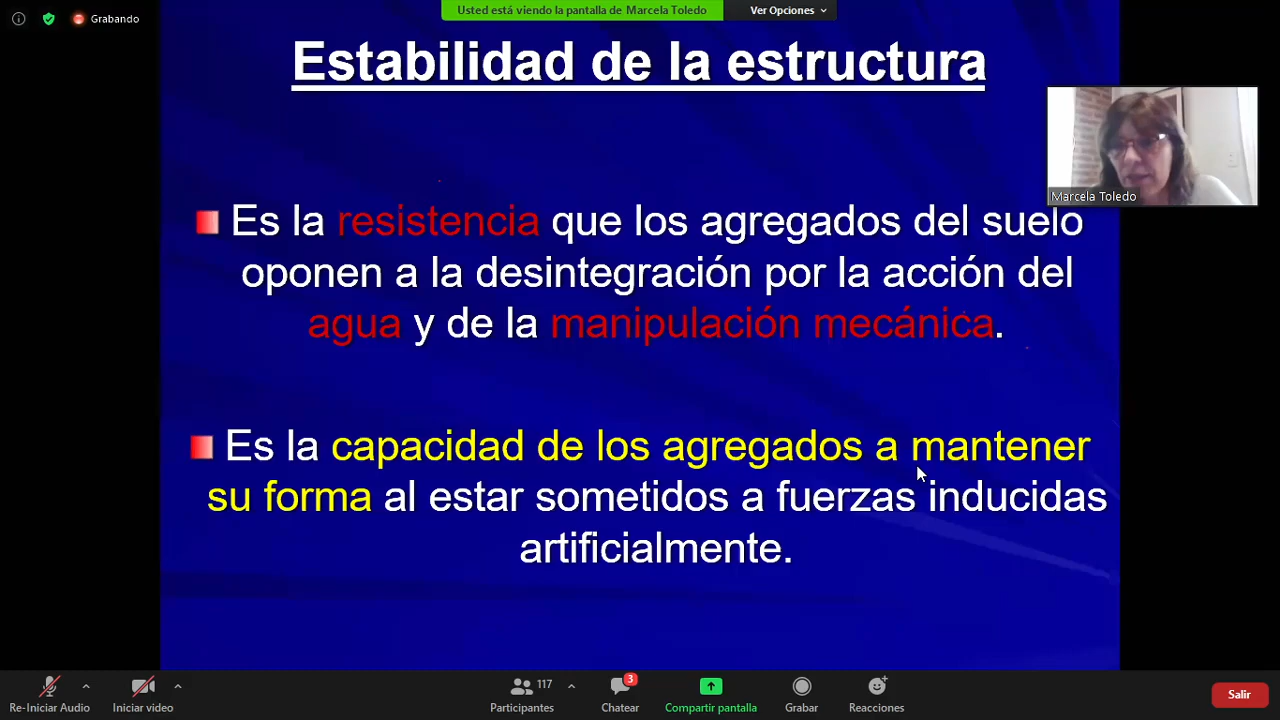 Grabando
Usted está viendo la pantalla de Marcela Toledo
Ver Opciones
Estabilidad de la estructura
Marcela Toledo
Es la resistencia que los agregados del suelo
oponen a la desintegración por la acción del
agua y de la manipulación mecánica.
Es la capacidad de los agregados a mantener
su forma al estar sometidos a fuerzas inducidas
artificialmente.
Re-Iniciar Audio
Iniciar video
117
Participantes
3
Chatear
Compartir pantalla
Grabar
Reacciones
Salir